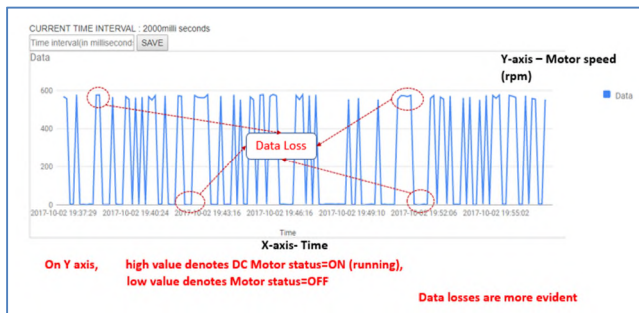 CURRENT TIME INTERVAL : 2000milli seconds
Time interval(in millisecond SAVE
Data
Y-axis – Motor speed
(rpm)
600
Data
400
Data Loss
200
0
2017-10-02 19:37:29 2017-10-02 19:40:24 2017-10-02 19:43:16 2017-10-02 19:46:16 2017-10-02 19:49:10 2017-10-02 19:52:06 2017-10-02 19:55:02
Time
X-axis- Time
On Y axis, high value denotes DC Motor status=ON (running),
low value denotes Motor status=OFF
Data losses are more evident